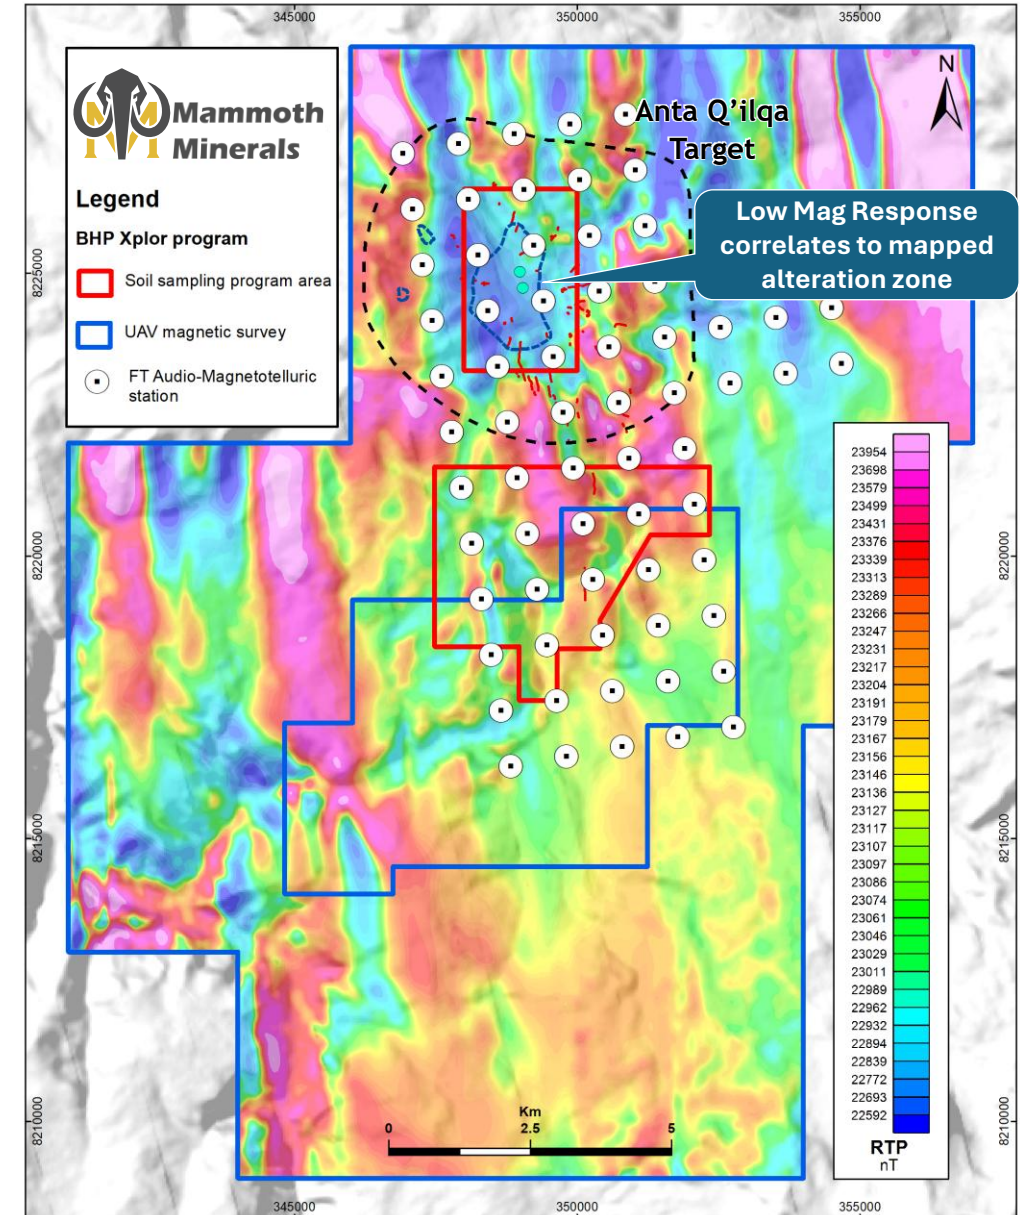 345000
350000
355000
Mammoth
Minerals
Legend
BHP Xplor program
Soil sampling program area
UAV magnetic survey
FT Audio-Magnetotelluric
station
N
Anta Q'ilqa
Target
Low Mag Response
correlates to mapped
alteration zone
8225000
8220000
8220000
8215000
8215000
8210000
8210000
23954
23698
23579
23499
23431
23376
23339
23313
23289
23266
23247
23231
23217
23204
23191
23179
23167
23156
23146
23136
23127
23117
23107
23097
23086
23074
23061
23046
23029
23011
22989
22962
22932
22894
22839
22772
22693
22592
RTP
nT
Km
0 2.5 5
345000
350000
355000